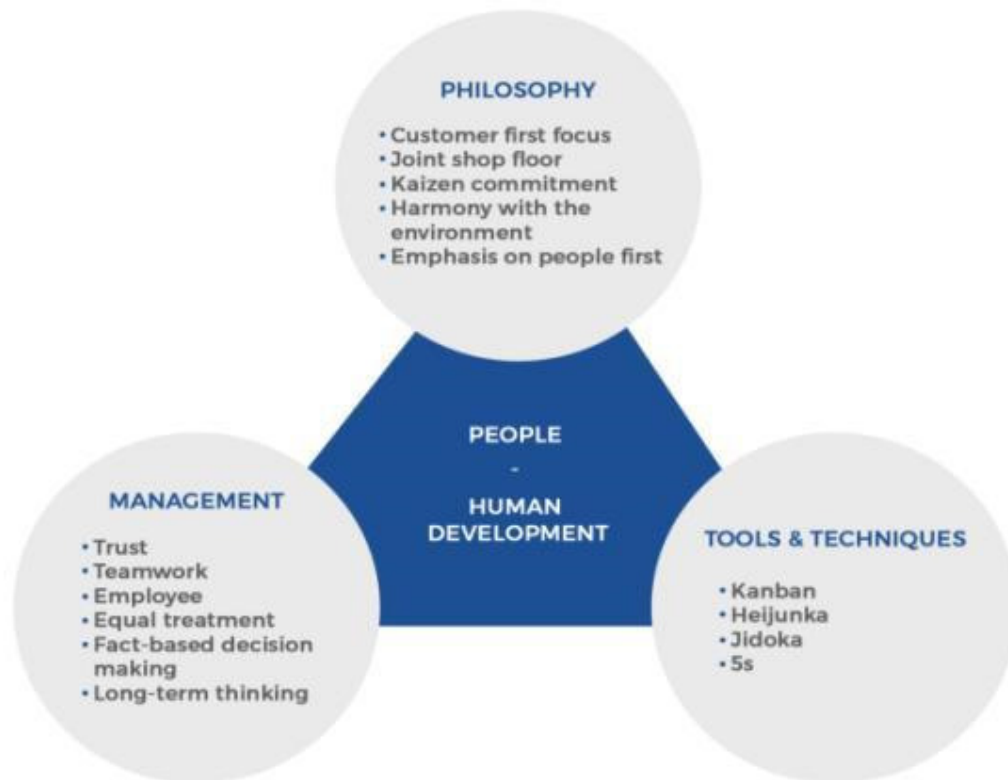 PHILOSOPHY
• Customer first focus
• Joint shop floor
• Kaizen commitment
• Harmony with the
environment
• Emphasis on people first
PEOPLE
-
HUMAN
DEVELOPMENT
MANAGEMENT
• Trust
• Teamwork
• Employee
• Equal treatment
• Fact-based decision
making
• Long-term thinking
TOOLS & TECHNIQUES
• Kanban
• Heijunka
• Jidoka
• 5s